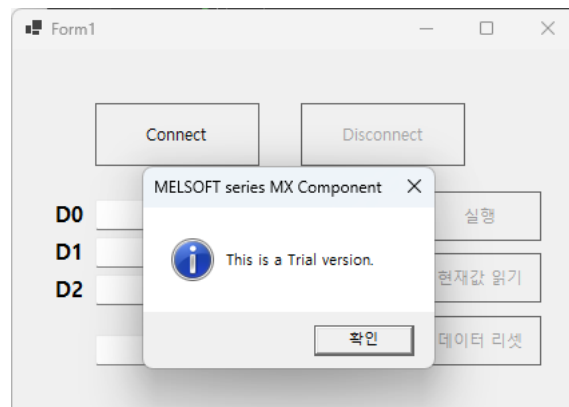 Form1
Connect
Disconnect
MELSOFT series MX Component
D0
실행
D1
This is a Trial version.
현재값 읽기
D2
확인
데이터 리셋